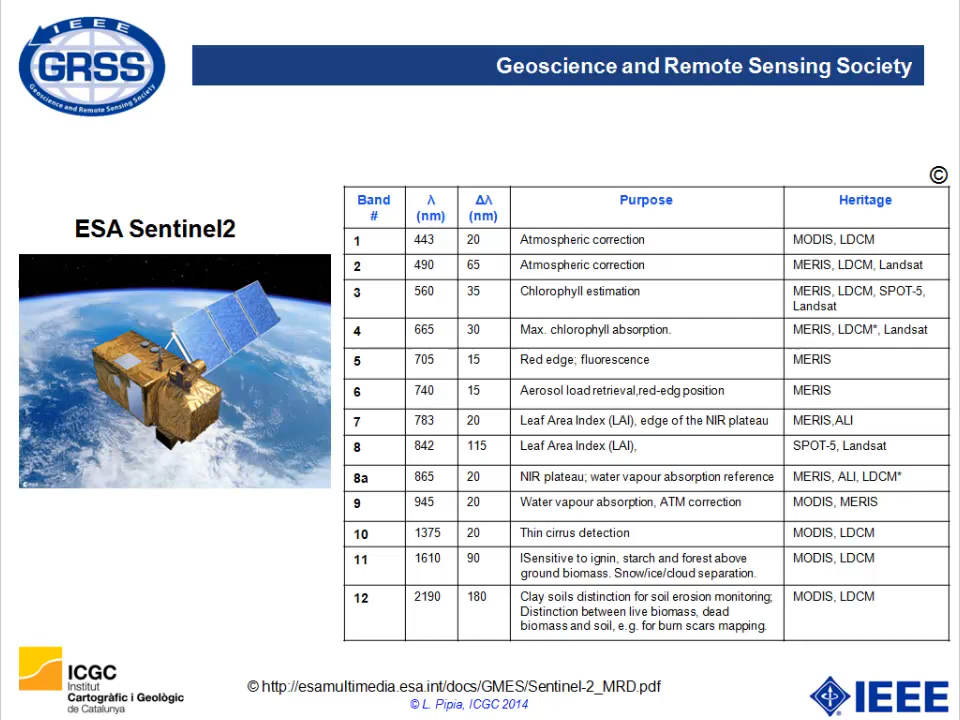 IEEE
GRSS
Geoscience and Remote Sensing Society
Geoscience and Remote Sensing Society
©
ESA Sentinel2
Band # λ (nm) Δλ (nm) Purpose Heritage
1 443 20 Atmospheric correction MODIS, LDCM
2 490 65 Atmospheric correction MERIS, LDCM, Landsat
3 560 35 Chlorophyll estimation MERIS, LDCM, SPOT-5,
Landsat
4 665 30 Max. chlorophyll absorption. MERIS, LDCM*, Landsat
5 705 15 Red edge; fluorescence MERIS
6 740 15 Aerosol load retrieval,red-edg position MERIS
7 783 20 Leaf Area Index (LAI), edge of the NIR plateau MERIS,ALI
8 842 115 Leaf Area Index (LAI), SPOT-5, Landsat
8a 865 20 NIR plateau; water vapour absorption reference MERIS, ALI, LDCM*
9 945 20 Water vapour absorption, ATM correction MODIS, MERIS
10 1375 20 Thin cirrus detection MODIS, LDCM
11 1610 90 ISensitive to ignin, starch and forest above MODIS, LDCM
ground biomass. Snow/ice/cloud separation.
12 2190 180 Clay soils distinction for soil erosion monitoring; MODIS, LDCM
Distinction between live biomass, dead
biomass and soil, e.g. for burn scars mapping.
ICGC
Institut
Cartogràfic i Geològic
de Catalunya
© http://esamultimedia.esa.int/docs/GMES/Sentinel-2_MRD.pdf
© L. Pipia, ICGC 2014
IEEE